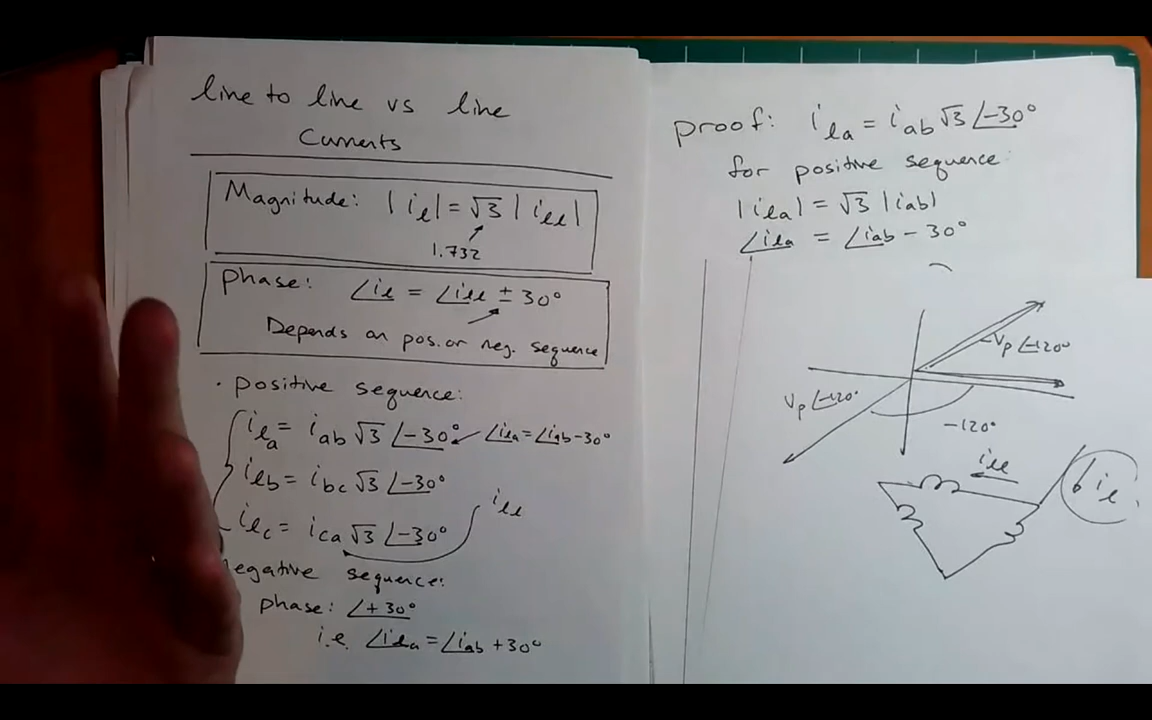 line to line vs line
Currents
Magnitude: |iℓ| = √3 |iℓℓ|
1.732
Phase: ∠iℓ = ∠iℓℓ ± 30°
Depends on pos. or neg. sequence
· positive sequence:
iℓa = iab √3 ∠-30° ∠iℓa = ∠iab - 30°
iℓb = ibc √3 ∠-30°
iℓc = ica √3 ∠-30°
iℓℓ
egative sequence:
phase: ∠+30°
i.e. ∠iℓa = ∠iab + 30°
proof: iℓa = iab √3 ∠-30°
for positive sequence:
|iℓa| = √3 |iab|
∠iℓa = ∠iab - 30°
-Vp ∠-120°
Vp ∠-120°
-120°
iℓℓ
iℓ